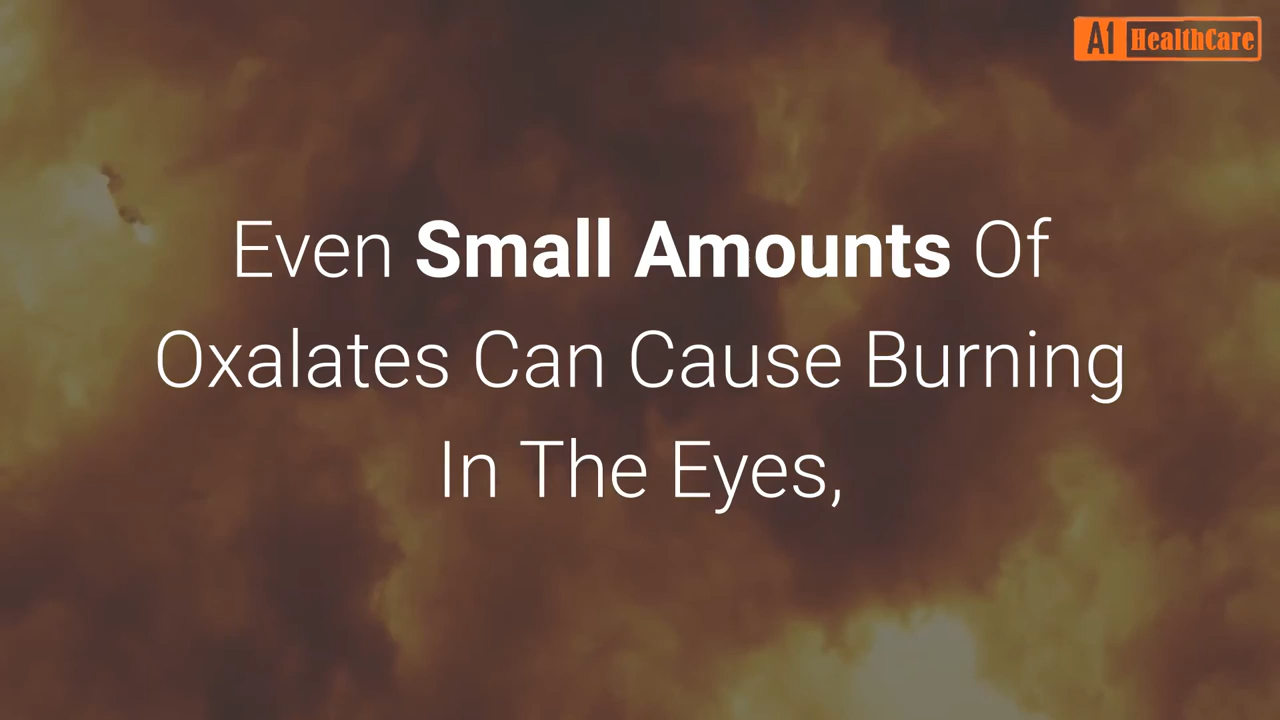 A1 HealthCare
Even Small Amounts Of
Oxalates Can Cause Burning
In The Eyes,